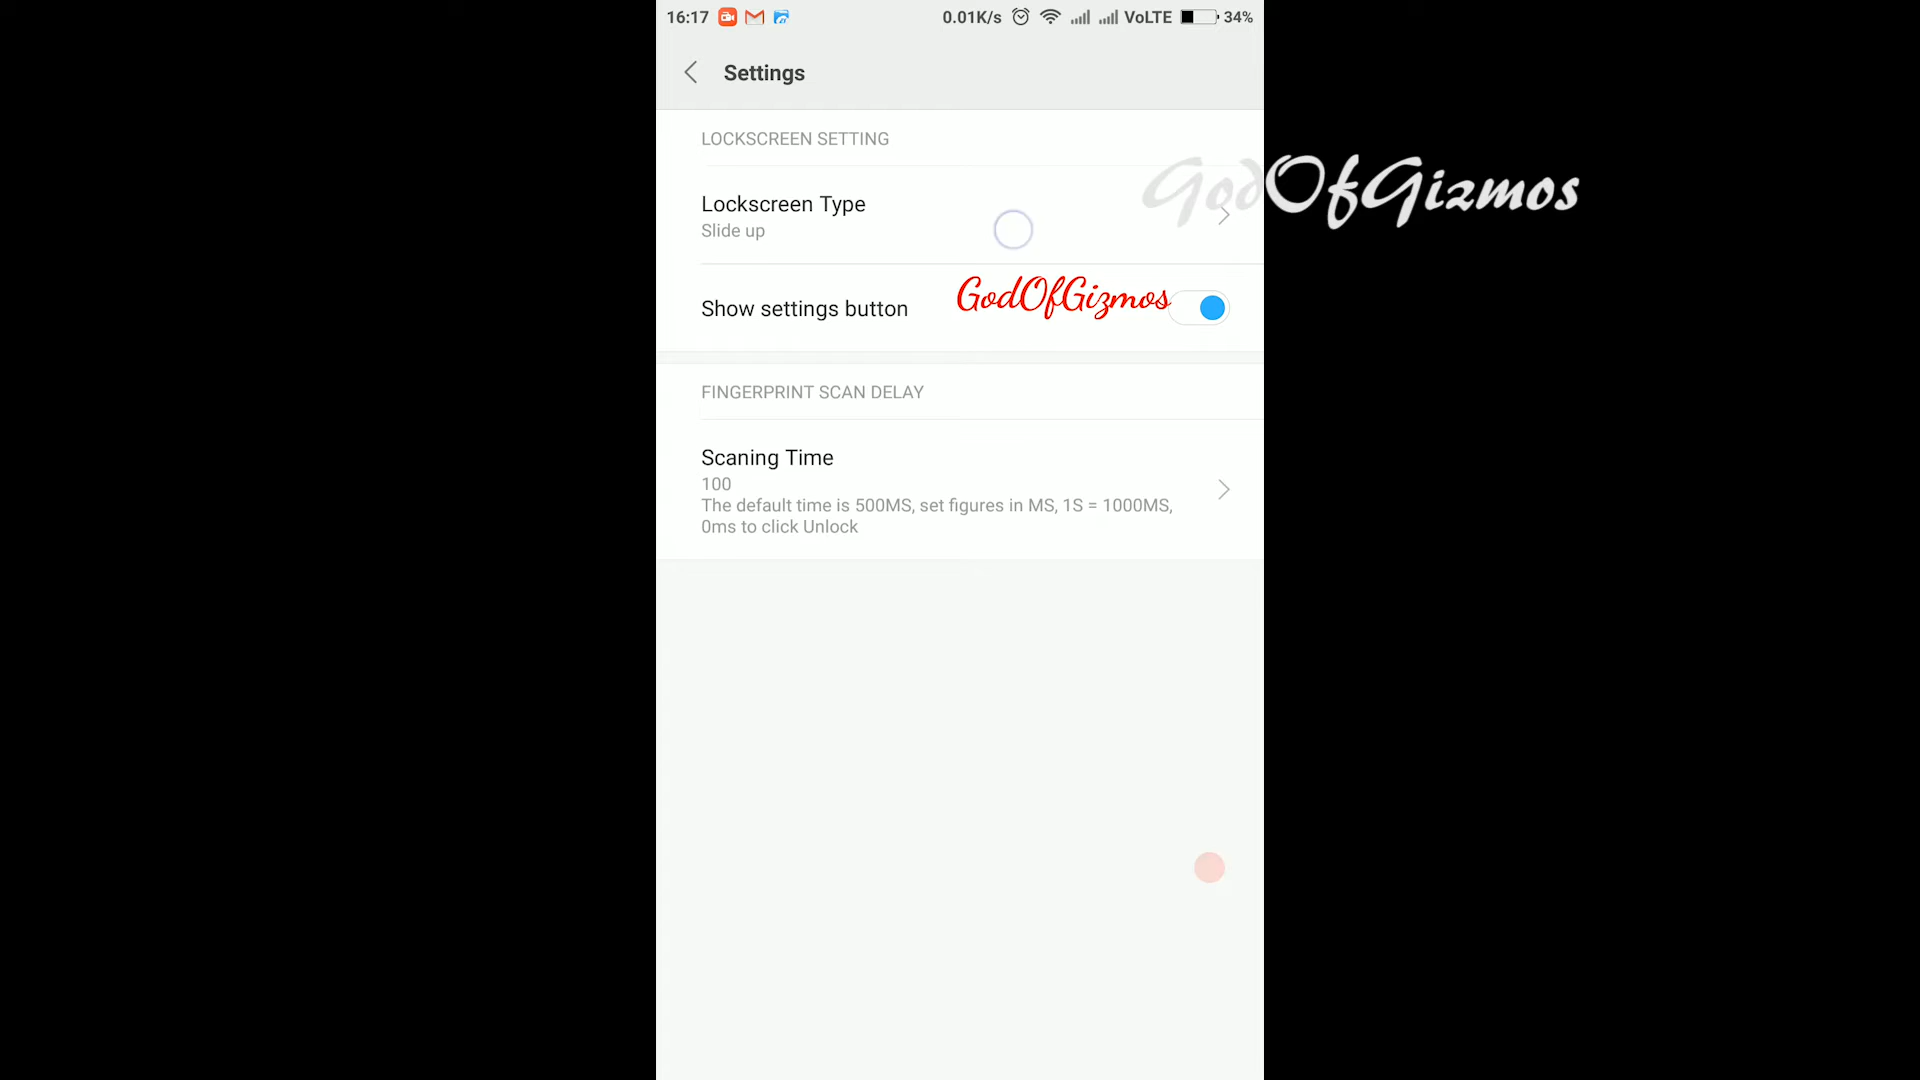 16:17 0.01K/s VoLTE 34%
Settings
LOCKSCREEN SETTING
GodOfGizmos
Lockscreen Type
Slide up
GodOfGizmos
Show settings button
FINGERPRINT SCAN DELAY
Scaning Time
100
The default time is 500MS, set figures in MS, 1S = 1000MS,
0ms to click Unlock